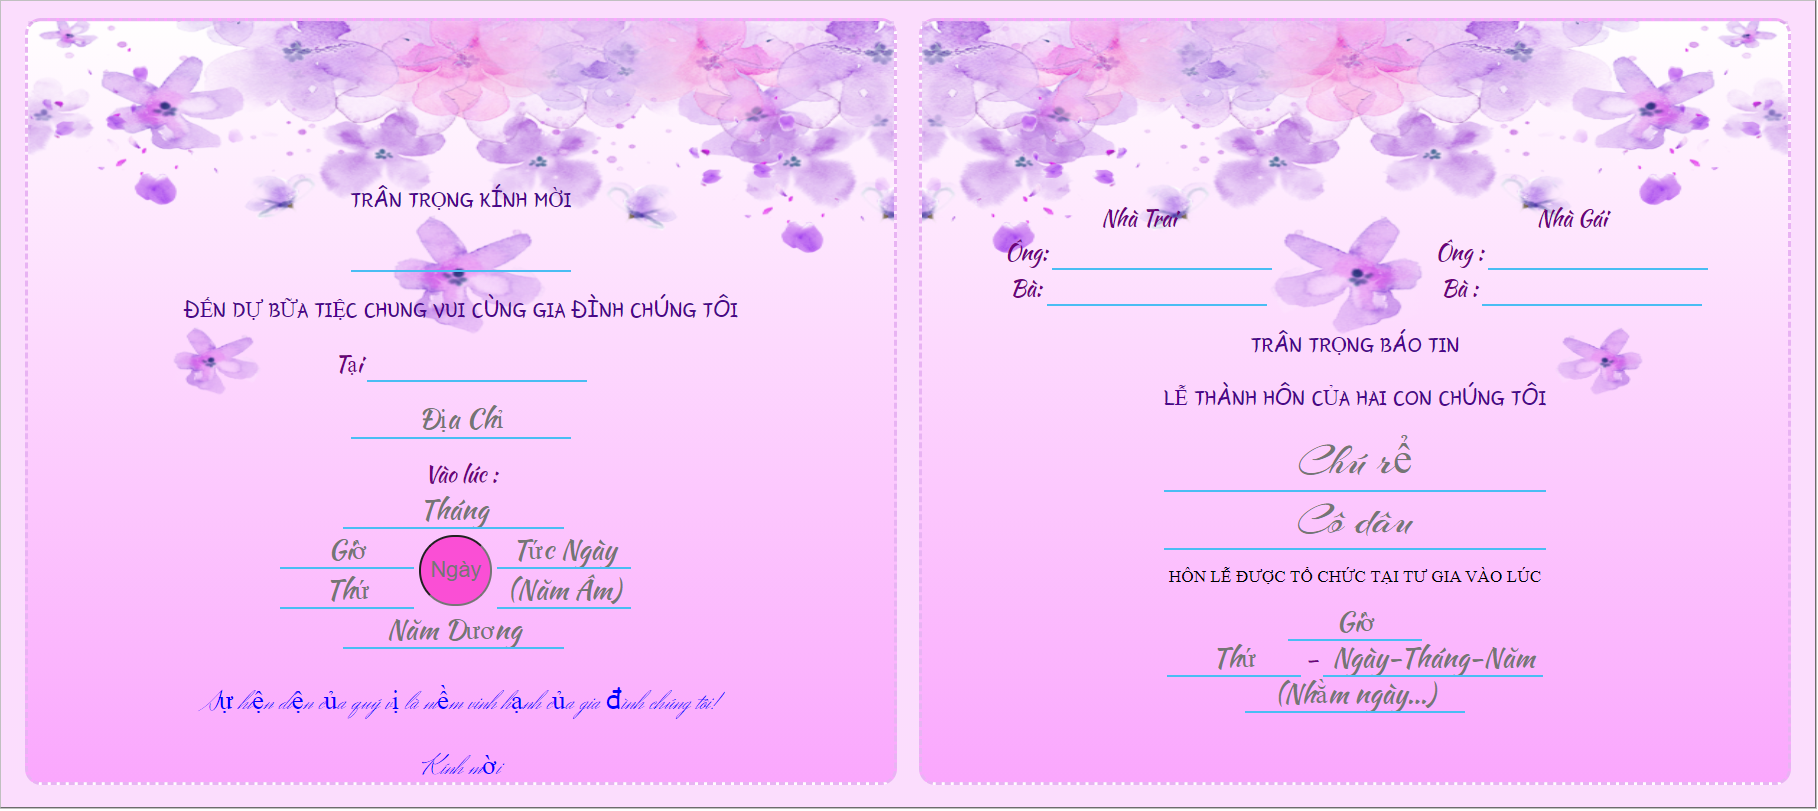 TRÂN TRỌNG KÍNH MỜI
ĐẾN DỰ BỮA TIỆC CHUNG VUI CÙNG GIA ĐÌNH CHÚNG TÔI
Tại
Địa Chỉ
Vào lúc :
Tháng
Giờ
Ngày
Tức Ngày
Thứ
(Năm Âm)
Năm Dương
Sự hiện diện của quý vị là niềm vinh hạnh của gia đình chúng tôi!
Kính mời
Nhà Trai
Nhà Gái
Ông:
Ông :
Bà:
Bà :
TRÂN TRỌNG BÁO TIN
LỄ THÀNH HÔN CỦA HAI CON CHÚNG TÔI
Chú rể
Cô dâu
HÔN LỄ ĐƯỢC TỔ CHỨC TẠI TƯ GIA VÀO LÚC
Giờ
Thứ - Ngày-Tháng-Năm
(Nhằm ngày...)